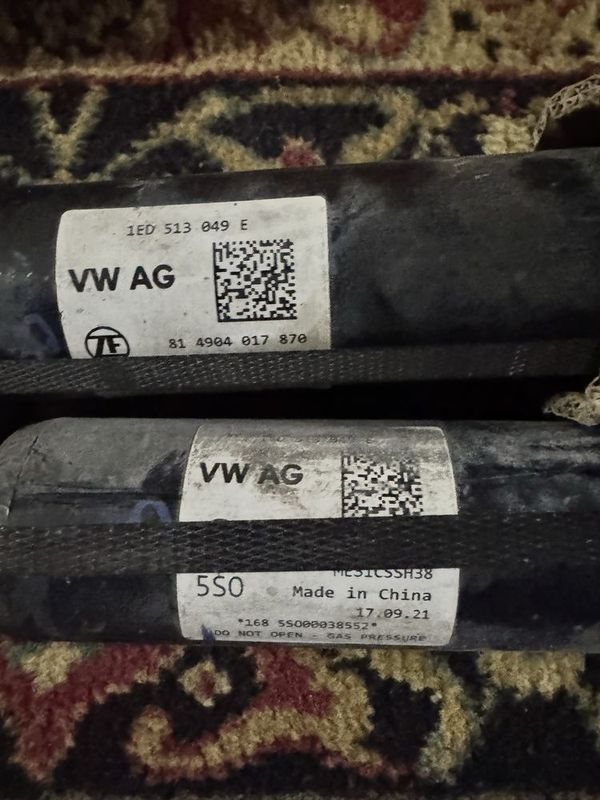 1ED 513 049 E
VW AG
ZF
81 4904 017 870
VW AG
5S0
Made in China
17.09.21
*168 5S000038552*
DO NOT OPEN - GAS PRESSURE